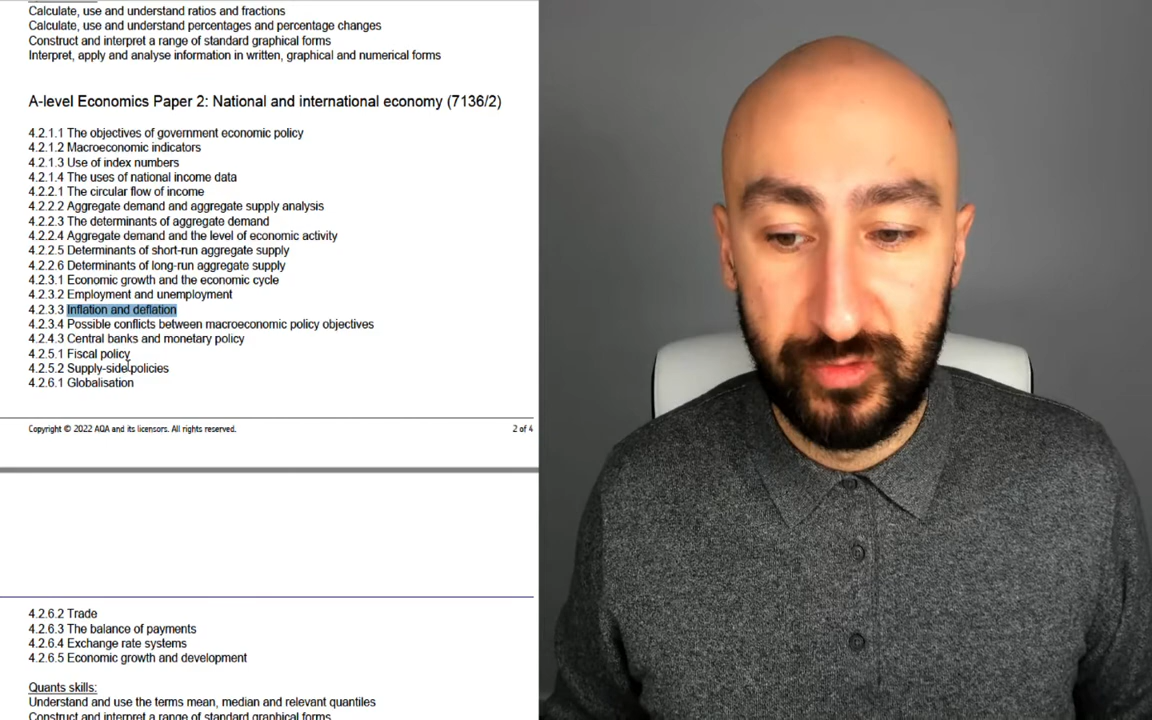 Calculate, use and understand ratios and fractions
Calculate, use and understand percentages and percentage changes
Construct and interpret a range of standard graphical forms
Interpret, apply and analyse information in written, graphical and numerical forms
A-level Economics Paper 2: National and international economy (7136/2)
4.2.1.1 The objectives of government economic policy
4.2.1.2 Macroeconomic indicators
4.2.1.3 Use of index numbers
4.2.1.4 The uses of national income data
4.2.2.1 The circular flow of income
4.2.2.2 Aggregate demand and aggregate supply analysis
4.2.2.3 The determinants of aggregate demand
4.2.2.4 Aggregate demand and the level of economic activity
4.2.2.5 Determinants of short-run aggregate supply
4.2.2.6 Determinants of long-run aggregate supply
4.2.3.1 Economic growth and the economic cycle
4.2.3.2 Employment and unemployment
4.2.3.3 Inflation and deflation
4.2.3.4 Possible conflicts between macroeconomic policy objectives
4.2.4.3 Central banks and monetary policy
4.2.5.1 Fiscal policy
4.2.5.2 Supply-side policies
4.2.6.1 Globalisation
Copyright © 2022 AQA and its licensors. All rights reserved. 2 of 4
4.2.6.2 Trade
4.2.6.3 The balance of payments
4.2.6.4 Exchange rate systems
4.2.6.5 Economic growth and development
Quants skills:
Understand and use the terms mean, median and relevant quantiles
Construct and interpret a range of standard graphical forms